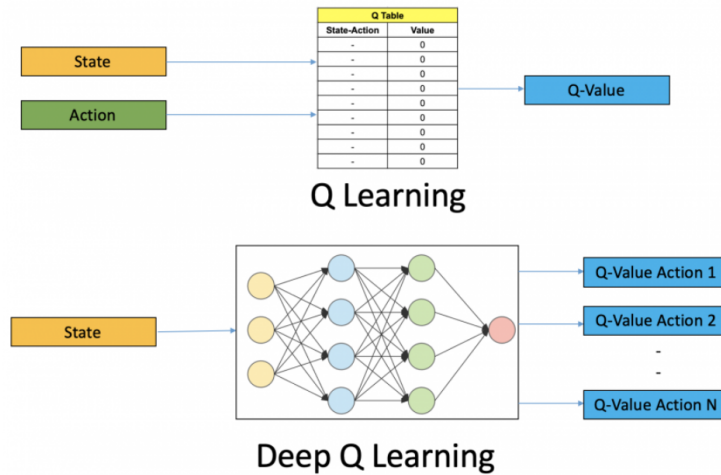 Q Table
State-Action Value
- 0
- 0
- 0
- 0
- 0
- 0
- 0
- 0
- 0
State
Action
Q-Value
Q Learning
State
Q-Value Action 1
Q-Value Action 2
-
-
Q-Value Action N
Deep Q Learning